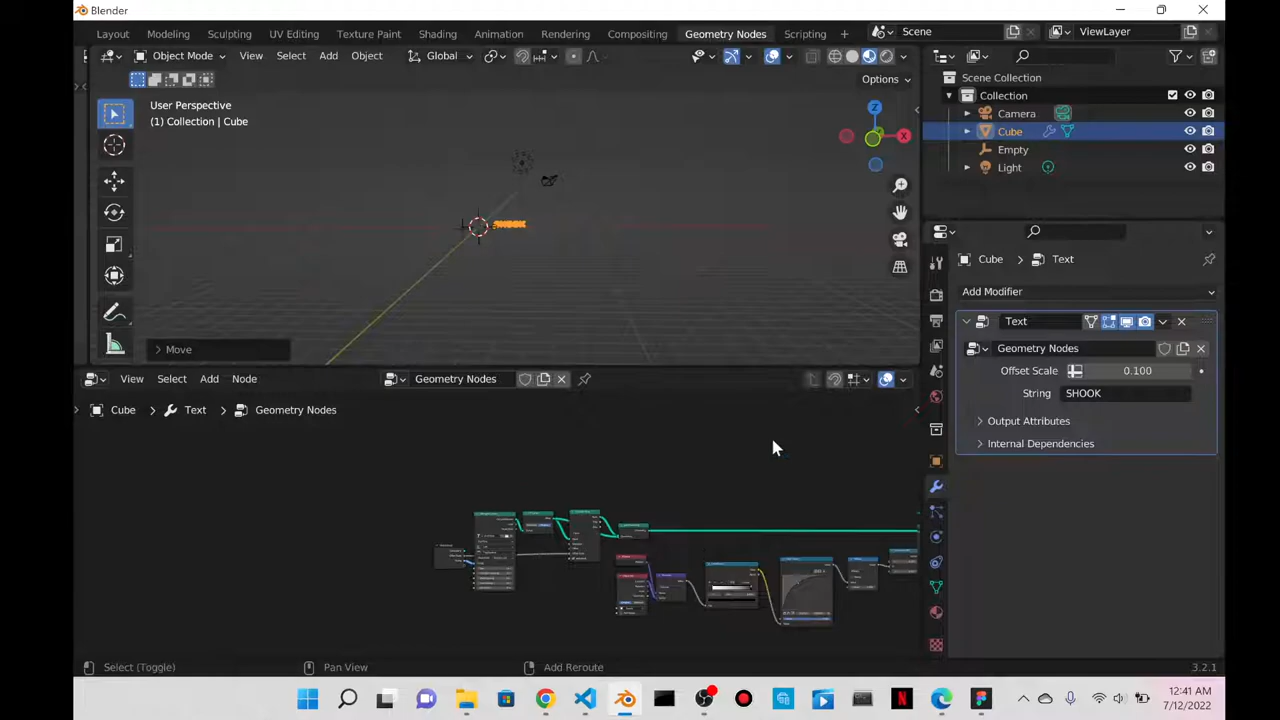 Blender
Layout Modeling Sculpting UV Editing Texture Paint Shading Animation Rendering Compositing Geometry Nodes Scripting + Scene ViewLayer
Object Mode View Select Add Object Global
Options
User Perspective
(1) Collection | Cube
Z
X
SHOOK
> Move
Scene Collection
Collection
Camera
Cube
Empty
Light
Cube > Text
Add Modifier
Text
Geometry Nodes
Offset Scale 0.100
String SHOOK
Output Attributes
Internal Dependencies
View Select Add Node Geometry Nodes
Cube > Text > Geometry Nodes
Select (Toggle) Pan View Add Reroute 3.2.1
12:41 AM
7/12/2022